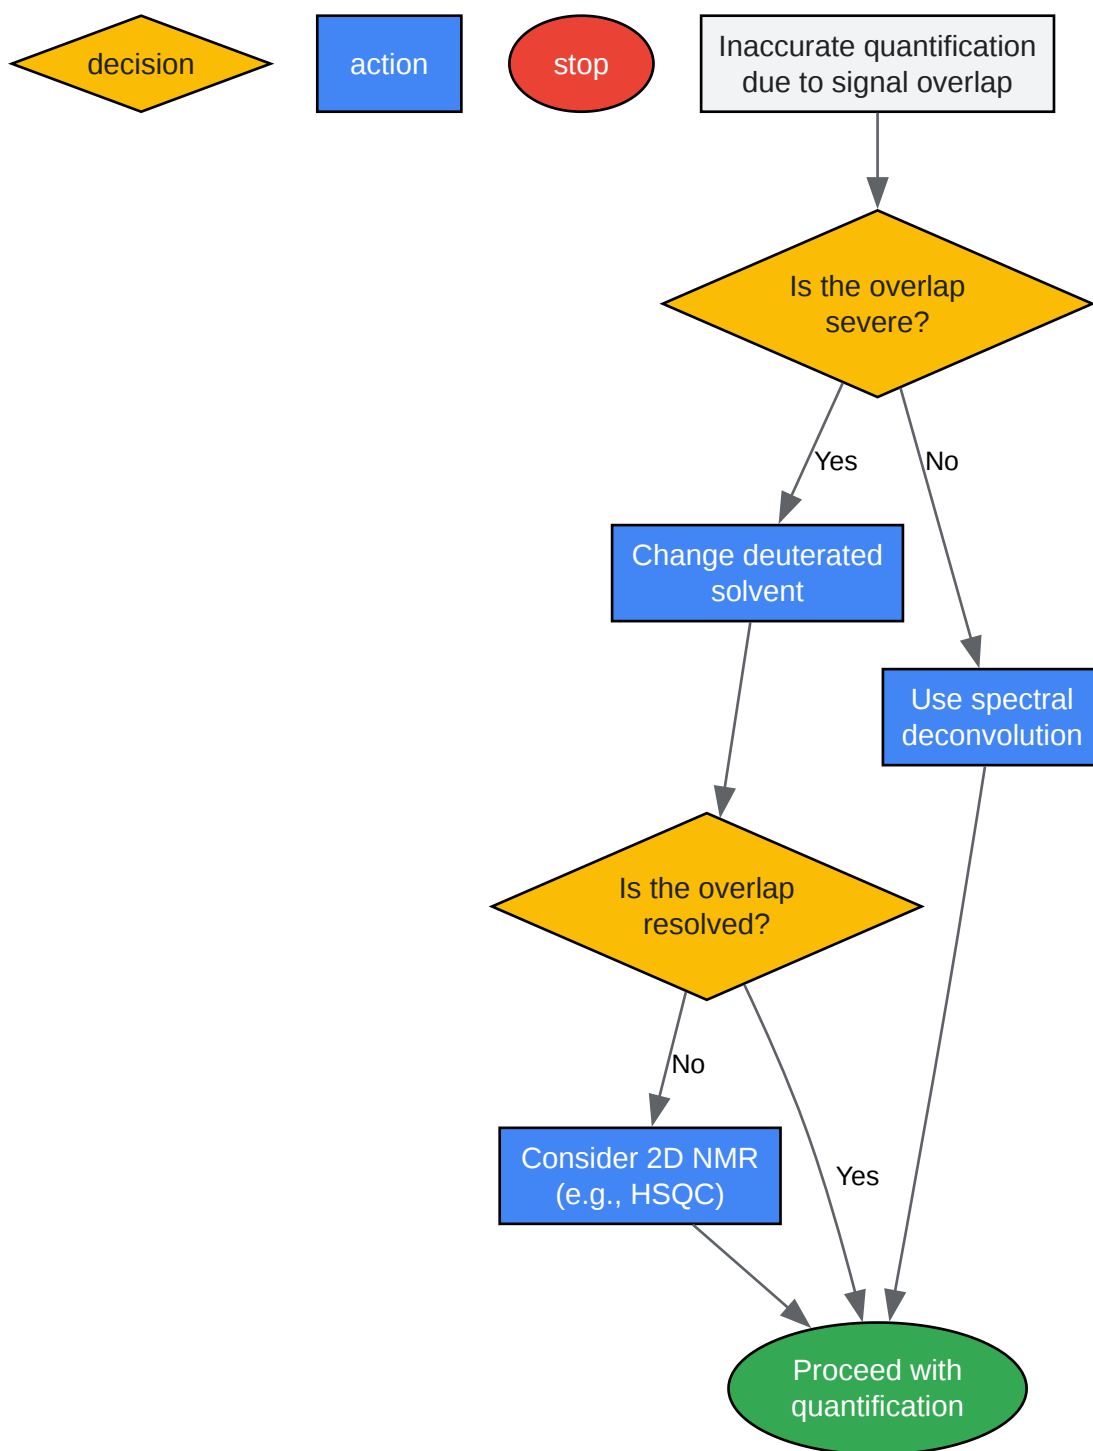 decision
action
stop
Inaccurate quantification
due to signal overlap
Is the overlap
severe?
Yes
No
Change deuterated
solvent
Use spectral
deconvolution
Is the overlap
resolved?
No
Consider 2D NMR
(e.g., HSQC)
Yes
Proceed with
quantification